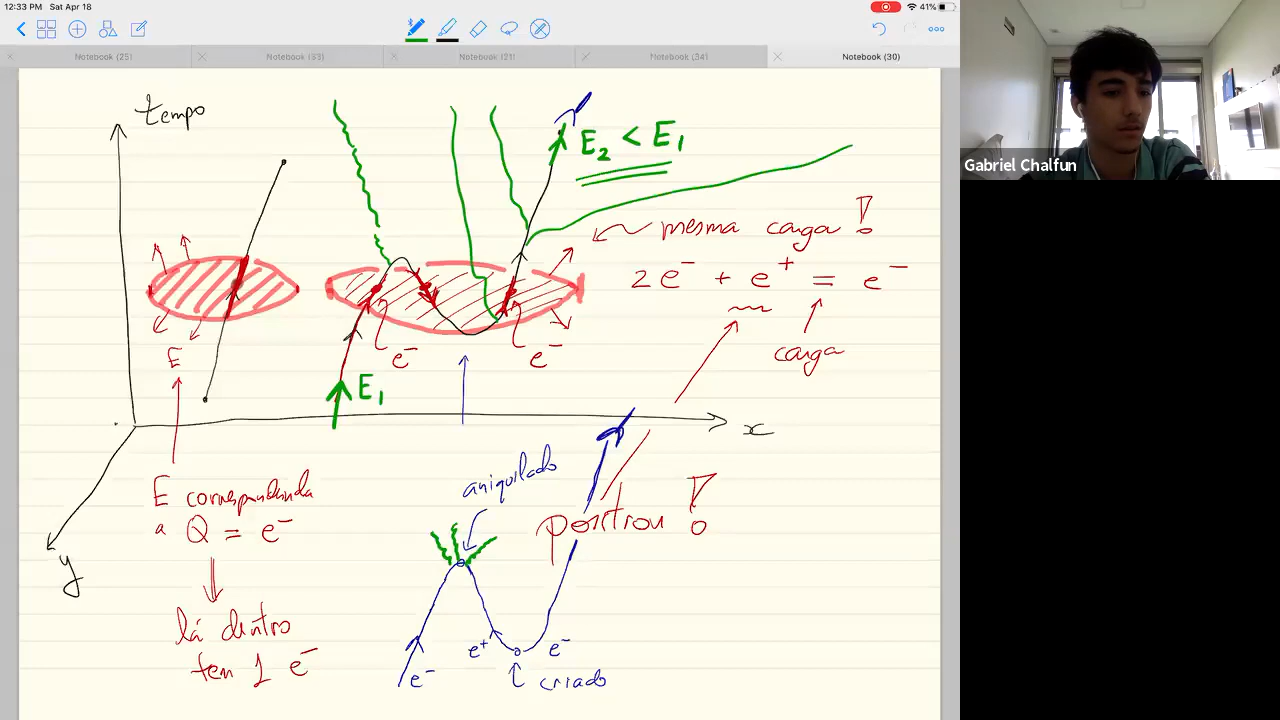 12:33 PM Sat Apr 18
41%
Notebook (25)
Notebook (33)
Notebook (21)
Notebook (34)
Notebook (30)
Gabriel Chalfun
tempo
E₂ < E₁
mesma carga !
2e⁻ + e⁺ = e⁻
carga
E
e⁻
e⁻
E₁
x
y
E correspondendo
a Q = e⁻
lá dentro
tem 1 e⁻
aniquilado
positron !
e⁻
e⁺
e⁻
criado